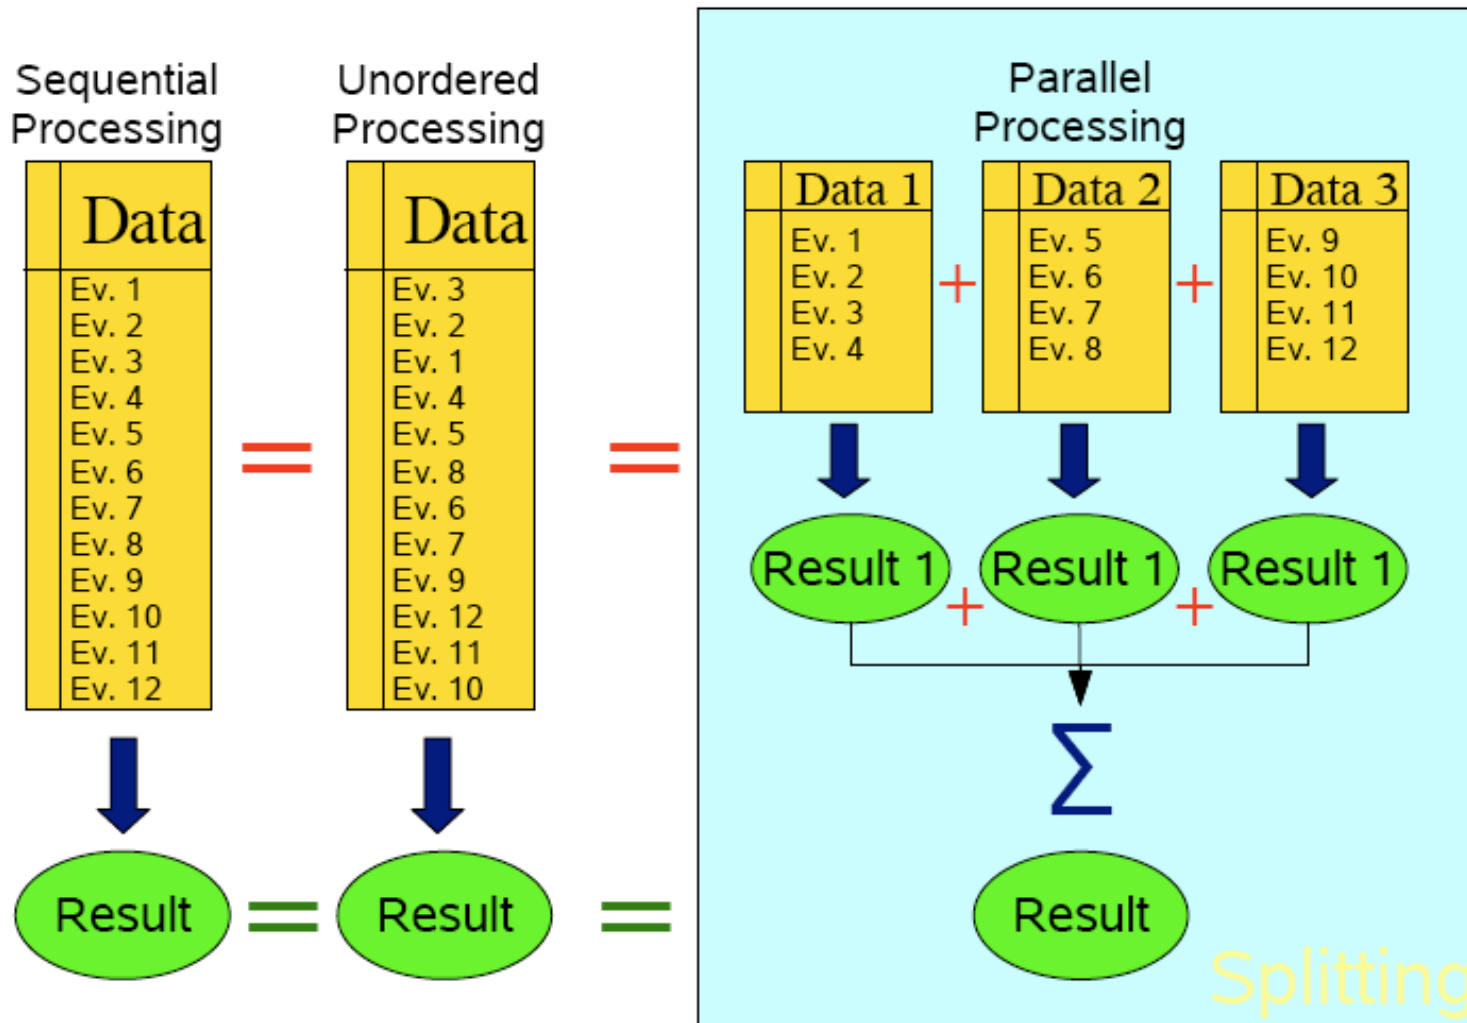 Sequential
Processing
Data
Ev. 1
Ev. 2
Ev. 3
Ev. 4
Ev. 5
Ev. 6
Ev. 7
Ev. 8
Ev. 9
Ev. 10
Ev. 11
Ev. 12
Result
=
=
Unordered
Processing
Data
Ev. 3
Ev. 2
Ev. 1
Ev. 4
Ev. 5
Ev. 8
Ev. 6
Ev. 7
Ev. 9
Ev. 12
Ev. 11
Ev. 10
Result
=
=
Parallel
Processing
Data 1
Ev. 1
Ev. 2
Ev. 3
Ev. 4
+
Data 2
Ev. 5
Ev. 6
Ev. 7
Ev. 8
+
Data 3
Ev. 9
Ev. 10
Ev. 11
Ev. 12
Result 1 + Result 1 + Result 1
Σ
Result
Splitting